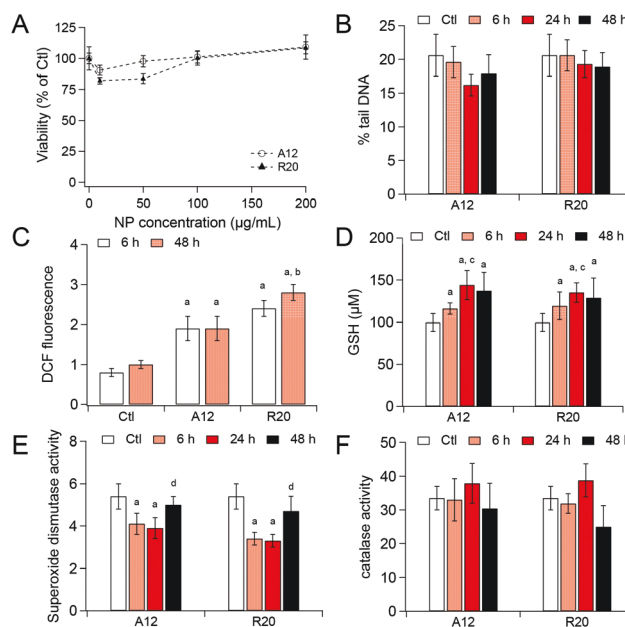 A
Viability (% of Ctl)
125
100
75
50
25
0
0
50
100
150
200
NP concentration (µg/mL)
A12
R20
B
Ctl 6 h 24 h 48 h
% tail DNA
25
20
15
10
5
0
A12 R20
C
6 h 48 h
DCF fluorescence
4
3
2
1
0
a a a a, b
Ctl A12 R20
D
Ctl 6 h 24 h 48 h
GSH (µM)
200
150
100
50
0
a a, c a a a, c a
A12 R20
E
Ctl 6 h 24 h 48 h
Superoxide dismutase activity
8
6
4
2
0
a a d a a d
A12 R20
F
Ctl 6 h 24 h 48 h
catalase activity
50
40
30
20
10
0
A12 R20